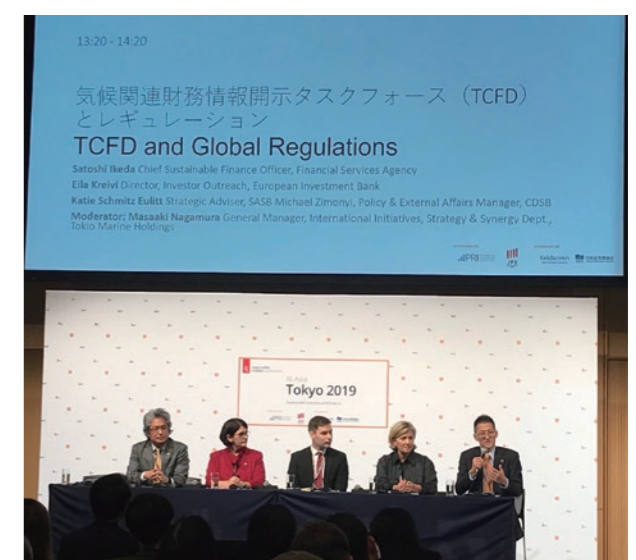 13:20 - 14:20
気候関連財務情報開示タスクフォース（TCFD）
とレギュレーション
TCFD and Global Regulations
Satoshi Ikeda Chief Sustainable Finance Officer, Financial Services Agency
Eila Kreivi Director, Investor Outreach, European Investment Bank
Katie Schmitz Eulitt Strategic Adviser, SASB Michael Zimonyi, Policy & External Affairs Manager, CDSB
Moderator: Masaaki Nagamura General Manager, International Initiatives, Strategy & Synergy Dept.,
Tokio Marine Holdings
PRI
Keidanren
RI Asia
Tokyo 2019